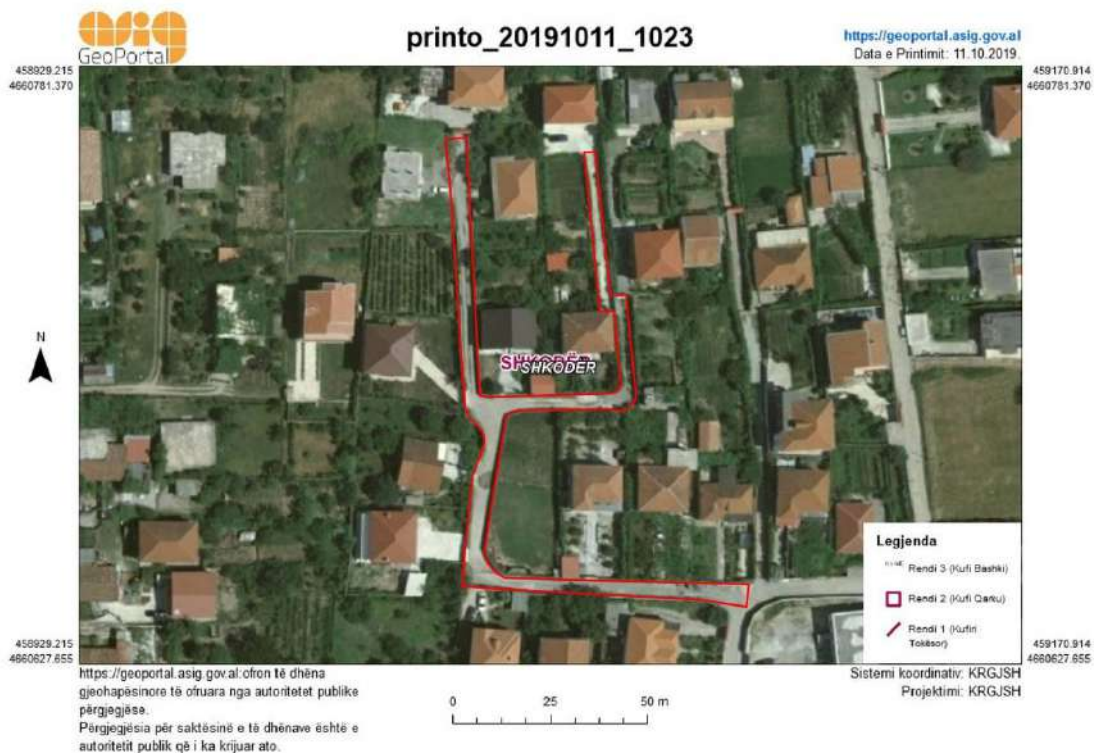 asig
GeoPortal
printo_20191011_1023
https://geoportal.asig.gov.al
Data e Printimit: 11.10.2019.
458929.215
4660781.370
459170.914
4660781.370
N
SHKODËR
SHKODER
Legjenda
Rendi 3 (Kufi Bashki)
Rendi 2 (Kufi Qarku)
Rendi 1 (Kufiri
Tokësor)
458929.215
4660627.655
459170.914
4660627.655
https://geoportal.asig.gov.al:ofron të dhëna
gjeohapësinore të ofruara nga autoritetet publike
përgjegjëse.
Përgjegjësia për saktësinë e të dhënave është e
autoritetit publik që i ka krijuar ato.
0 25 50 m
Sistemi koordinativ: KRGJSH
Projektimi: KRGJSH